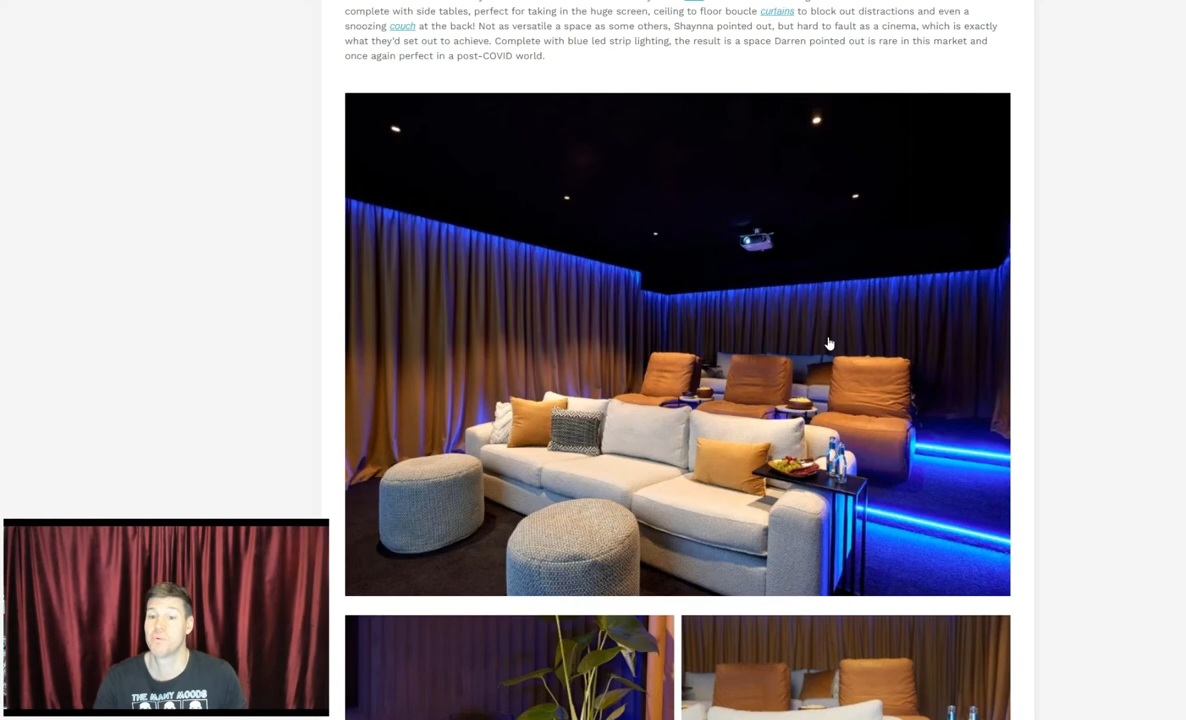 complete with side tables, perfect for taking in the huge screen, ceiling to floor boucle curtains to block out distractions and even a
snoozing couch at the back! Not as versatile a space as some others, Shaynna pointed out, but hard to fault as a cinema, which is exactly
what they'd set out to achieve. Complete with blue led strip lighting, the result is a space Darren pointed out is rare in this market and
once again perfect in a post-COVID world.
THE MANY MOODS